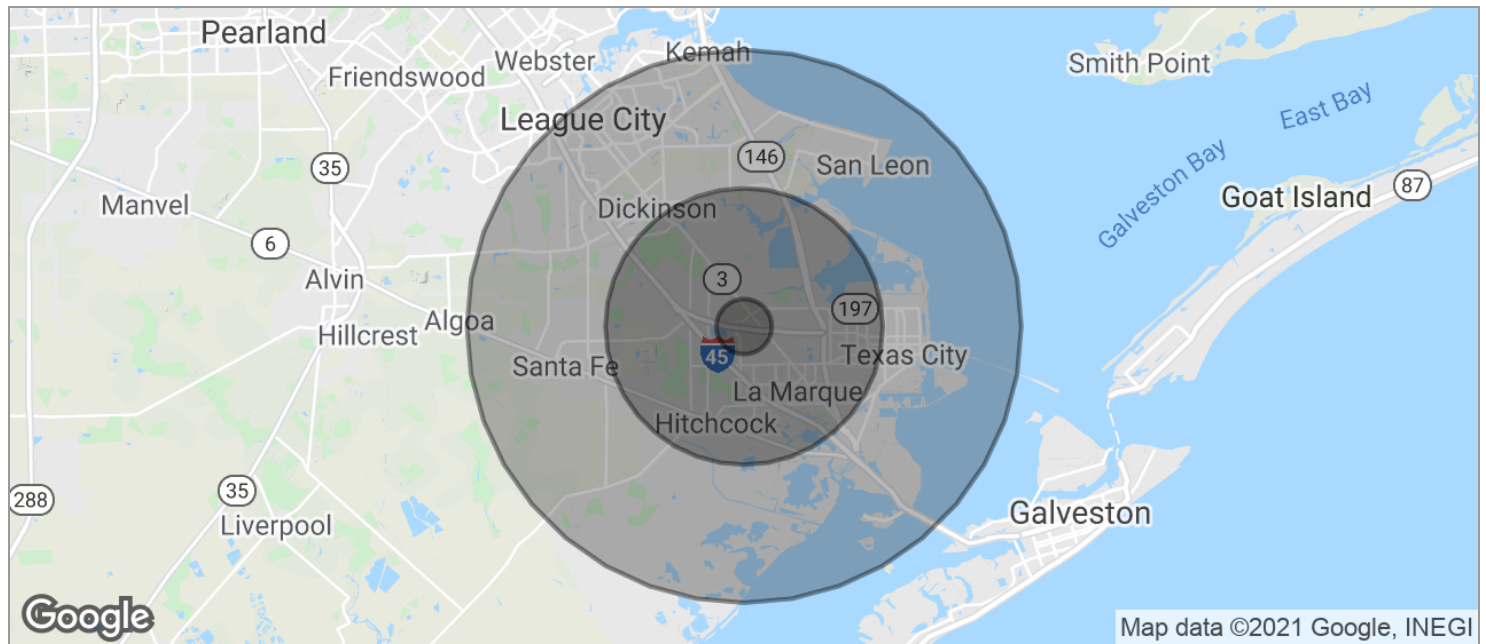 Pearland
Kemah
Webster
Smith Point
Friendswood
East Bay
League City
146
35
San Leon
Galveston Bay
87
Goat Island
Manvel
Dickinson
6
Alvin
3
197
Algoa
Hillcrest
45
Texas City
Santa Fe
La Marque
Hitchcock
35
288
Liverpool
Galveston
Google
Map data ©2021 Google, INEGI